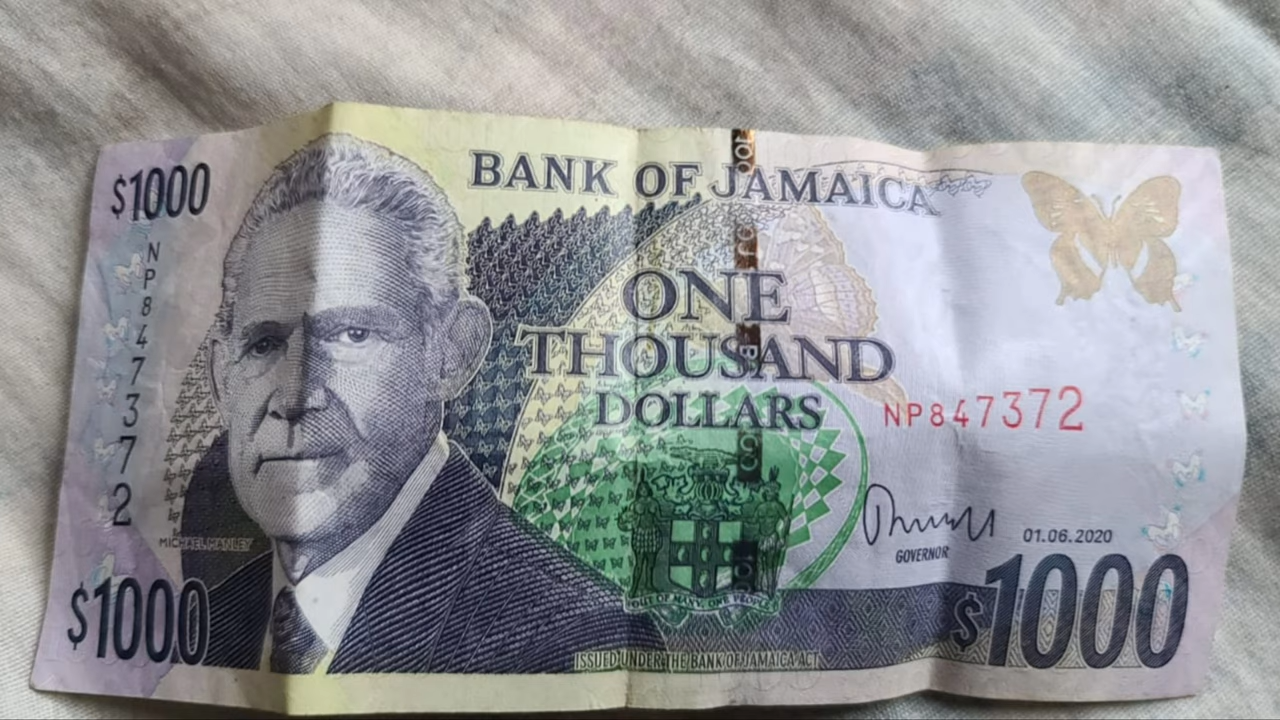 $1000
BANK OF JAMAICA
NP847372
ONE
THOUSAND
DOLLARS
NP847372
MICHAEL MANLEY
GOVERNOR
01.06.2020
OUT OF MANY, ONE PEOPLE
$1000
$1000
ISSUED UNDER THE BANK OF JAMAICA ACT